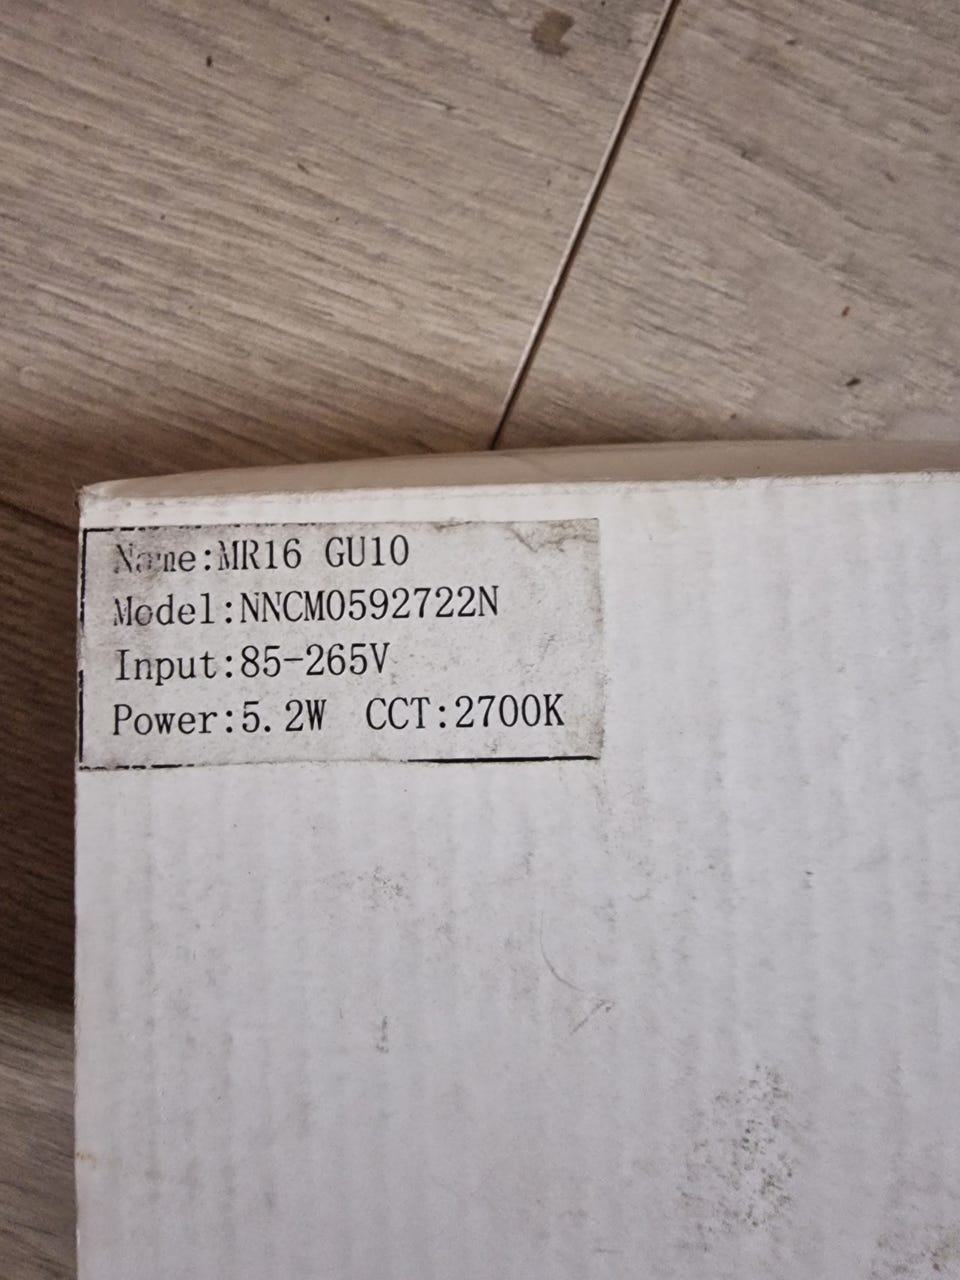 Name:MR16 GU10
Model:NNCM0592722N
Input:85-265V
Power:5.2W CCT:2700K